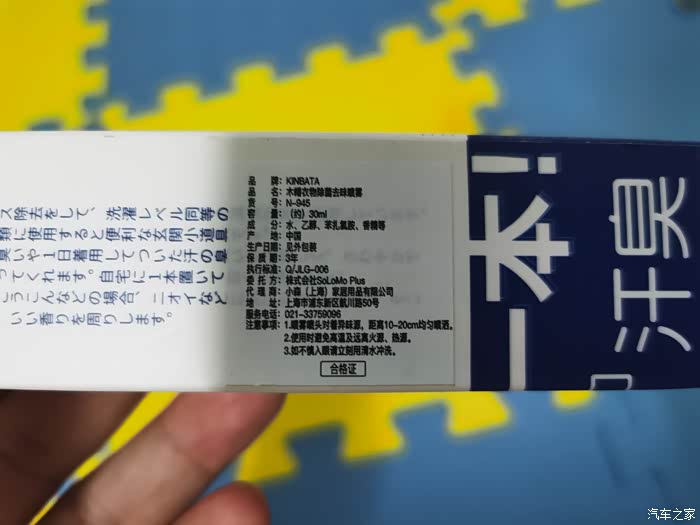 ス除去をして、洗濯レベル同等の
類に使用すると便利な玄関小道具
臭いや1日着用してついた汗の臭
ってくれます。自宅に1本置いて
こうこんなどの場合、ニオイなど
いい香りを周りします。
品 牌： KINBATA
品 名： 木糖衣物除菌去味喷雾
货 号： N-945
容 量： （约）30ml
成 分： 水、乙醇、苯扎氯胺、香精等
产 地： 中国
生产日期： 见外包装
保 质 期： 3年
执行标准： Q/JLG-006
委 托 方： 株式会社SoLoMo Plus
代 理 商： 小森（上海）家居用品有限公司
地 址： 上海市浦东新区航川路50号
服务电话： 021-33759096
注意事项： 1.喷雾喷头对着异味源，距离10-20cm均匀喷洒。
2.使用时避免高温及远离火源、热源。
3.如不慎入眼请立刻用清水冲洗。
合格证
一本!
汗臭
汽车之家